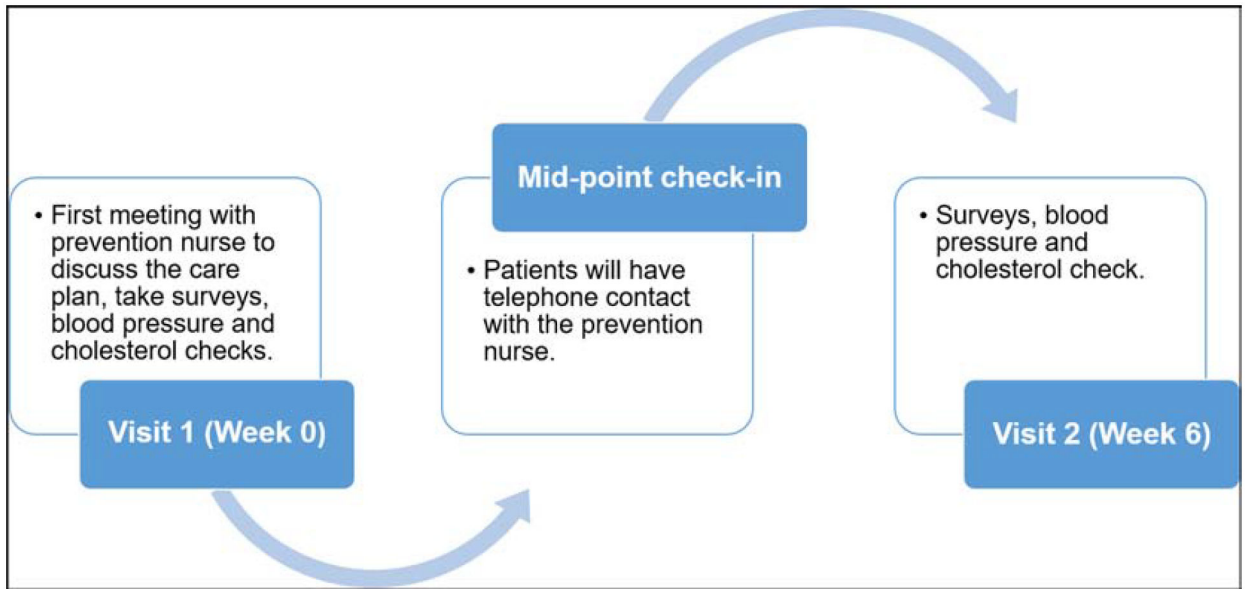 • First meeting with
prevention nurse to
discuss the care
plan, take surveys,
blood pressure and
cholesterol checks.
Visit 1 (Week 0)
Mid-point check-in
• Patients will have
telephone contact
with the prevention
nurse.
• Surveys, blood
pressure and
cholesterol check.
Visit 2 (Week 6)